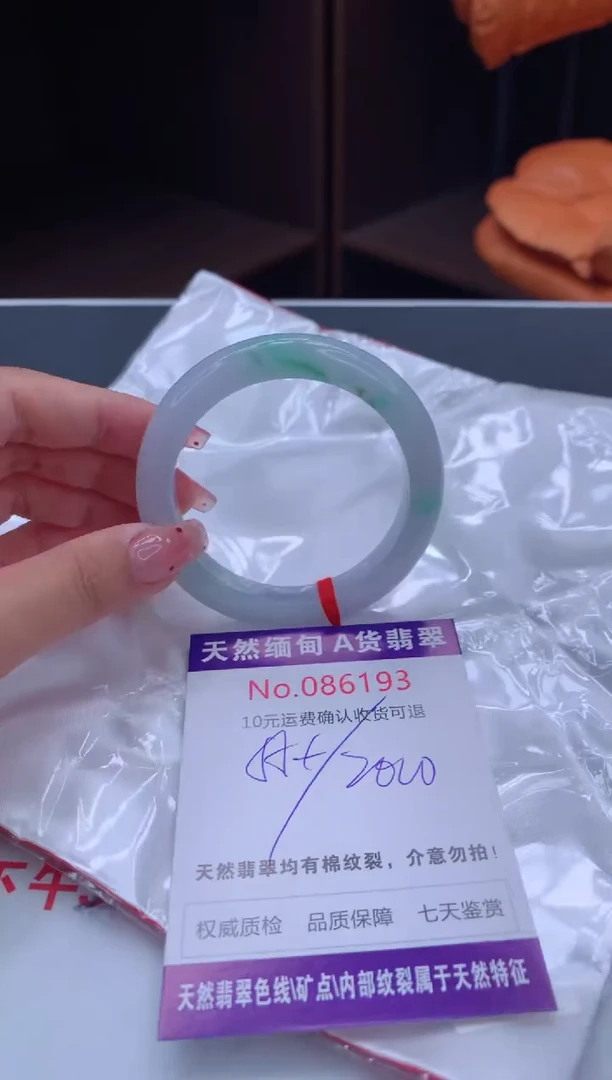 天然缅甸 A货翡翠
No.086193
10元运费确认收货可退
天然翡翠均有棉纹裂，介意勿拍！
权威质检 品质保障 七天鉴赏
天然翡翠色线\矿点\内部纹裂属于天然特征